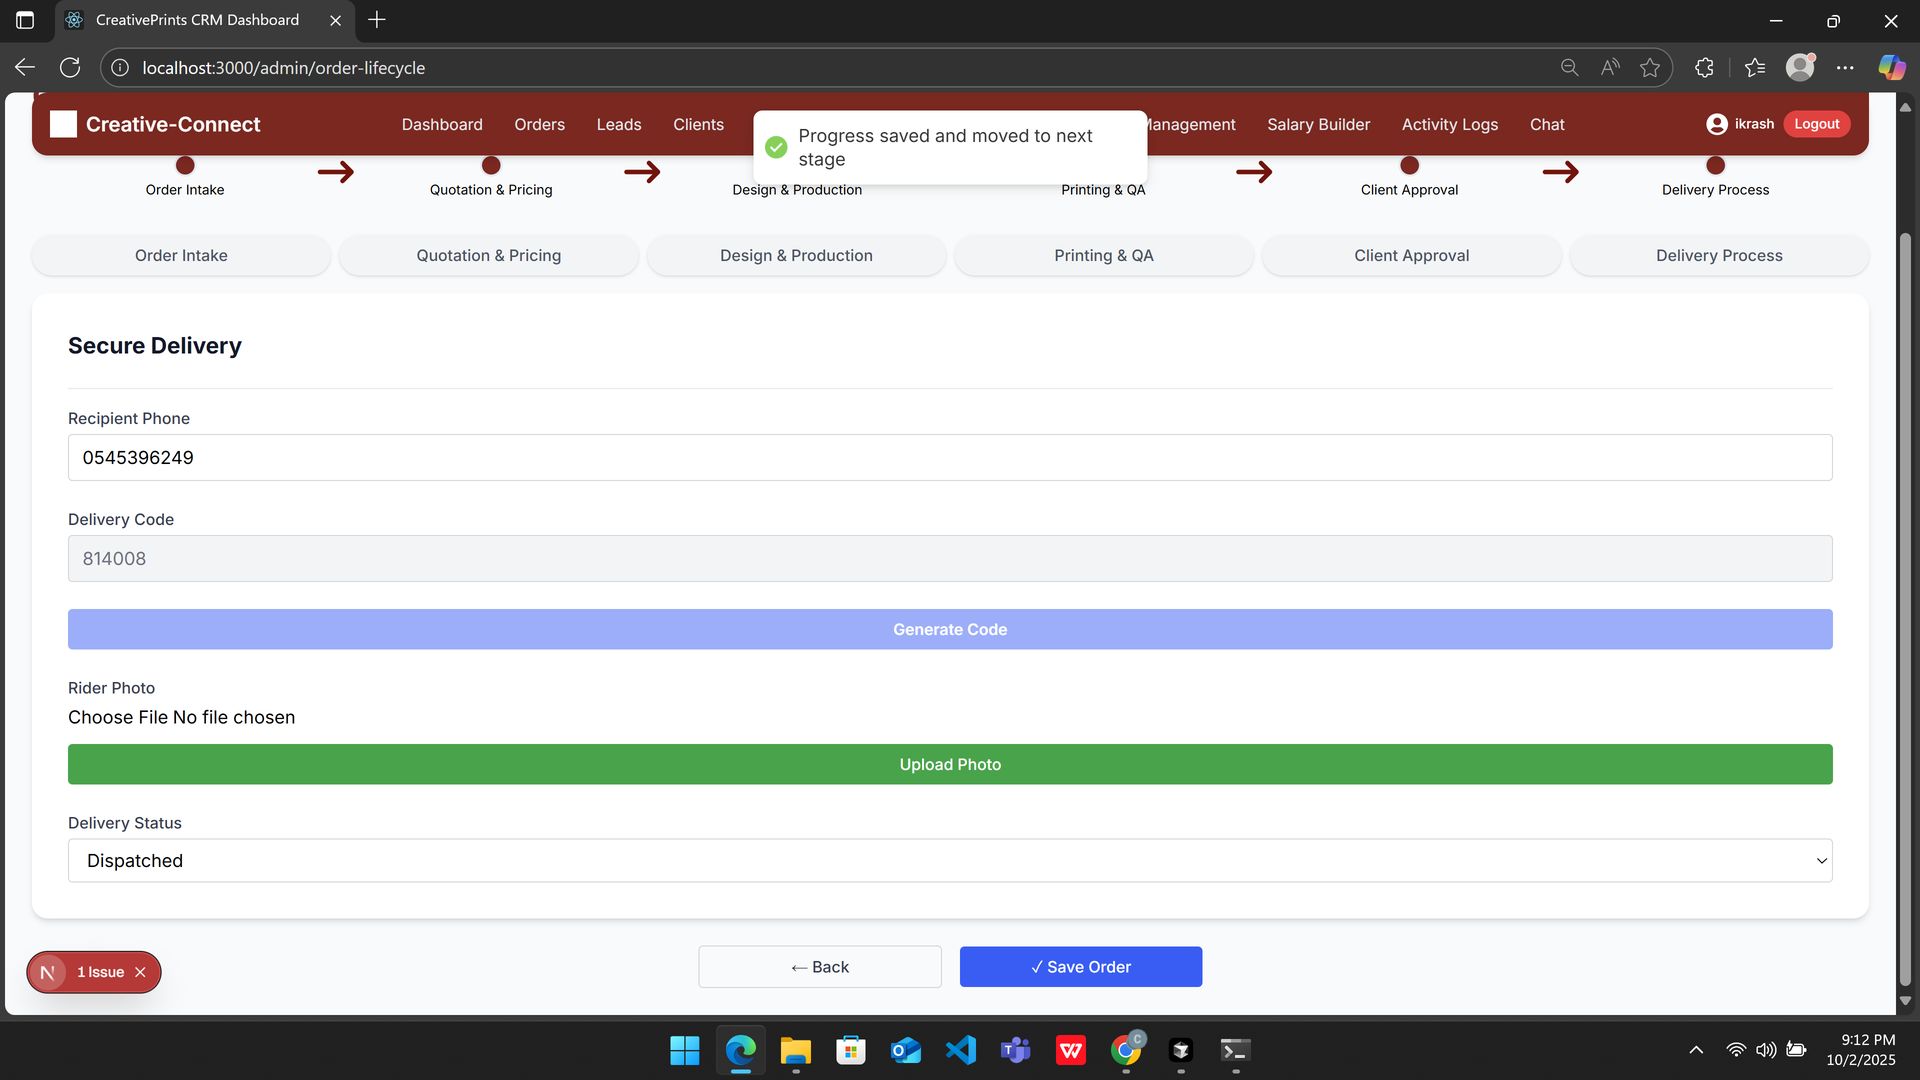 CreativePrints CRM Dashboard
localhost:3000/admin/order-lifecycle
Creative-Connect
Dashboard
Orders
Leads
Clients
Management
Salary Builder
Activity Logs
Chat
ikrash
Logout
Progress saved and moved to next
stage
Order Intake
Quotation & Pricing
Design & Production
Printing & QA
Client Approval
Delivery Process
Order Intake
Quotation & Pricing
Design & Production
Printing & QA
Client Approval
Delivery Process
Secure Delivery
Recipient Phone
0545396249
Delivery Code
814008
Generate Code
Rider Photo
Choose File No file chosen
Upload Photo
Delivery Status
Dispatched
N 1 Issue
← Back
✓ Save Order
C
9:12 PM
10/2/2025